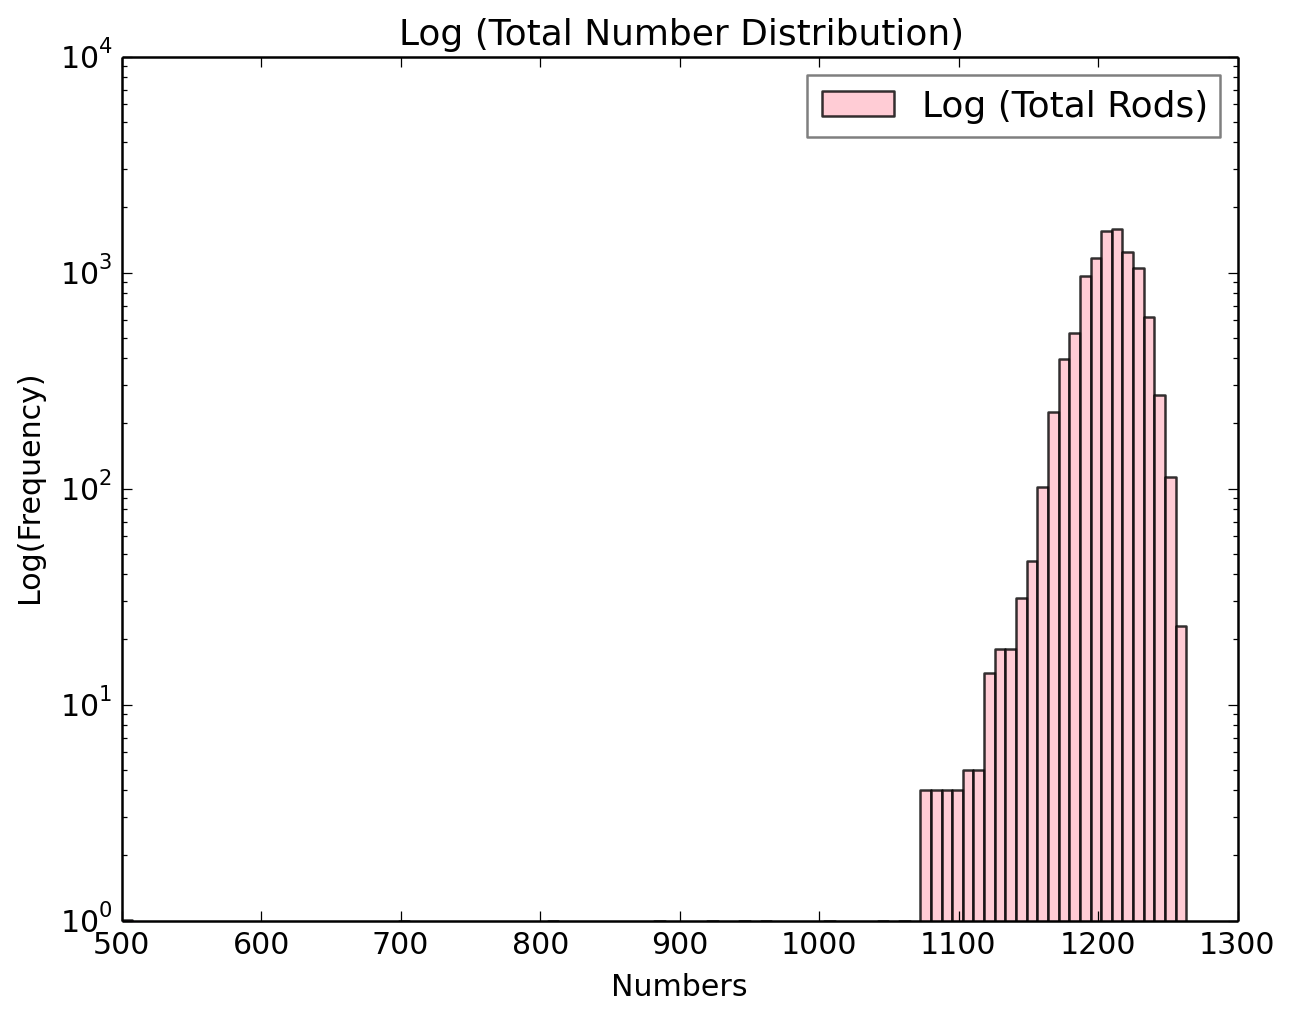 Log (Total Number Distribution)
Log (Total Rods)
Log(Frequency)
10^4
10^3
10^2
10^1
10^0
500 600 700 800 900 1000 1100 1200 1300
Numbers